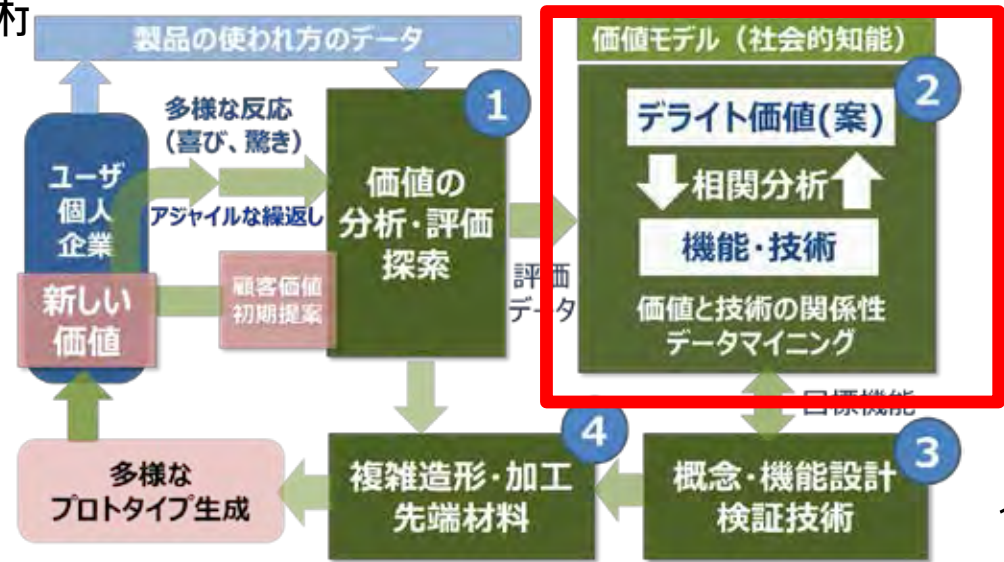 術
製品の使われ方のデータ
価値モデル（社会的知能）
多様な反応
（喜び、驚き）
アジャイルな繰返し
ユーザ
個人
企業
新しい
価値
顧客価値
初期提案
1
価値の
分析・評価
探索
評価
データ
2
デライト価値(案)
相関分析
機能・技術
価値と技術の関係性
データマイニング
目標機能
3
概念・機能設計
検証技術
4
複雑造形・加工
先端材料
多様な
プロトタイプ生成